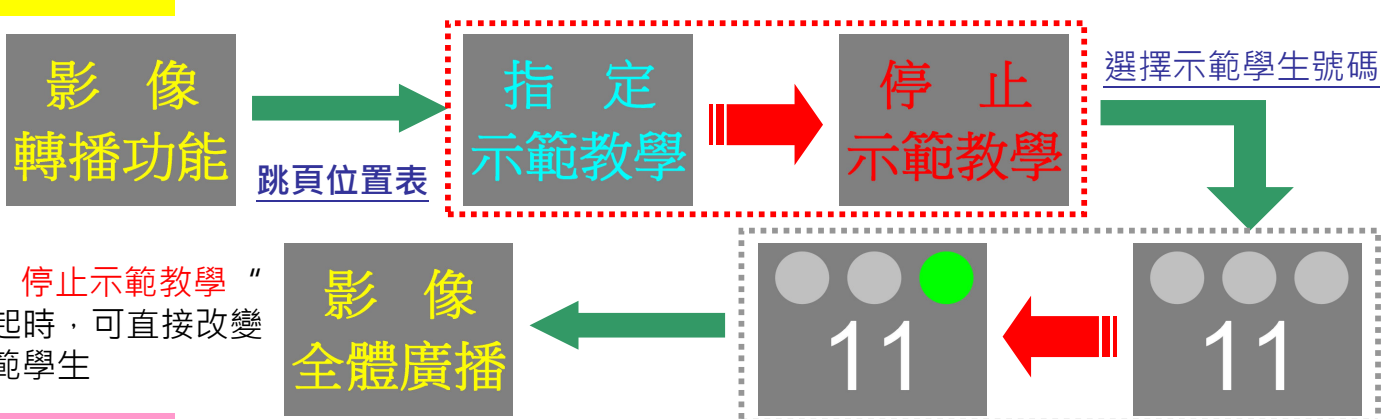 影 像
轉播功能
跳頁位置表
指 定
示範教學
停 止
示範教學
選擇示範學生號碼
11
11
影 像
全體廣播
停止示範教學 "
起時，可直接改變
範學生